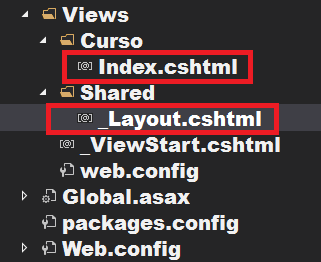 Views
Curso
Index.cshtml
Shared
_Layout.cshtml
_ViewStart.cshtml
web.config
Global.asax
packages.config
Web.config